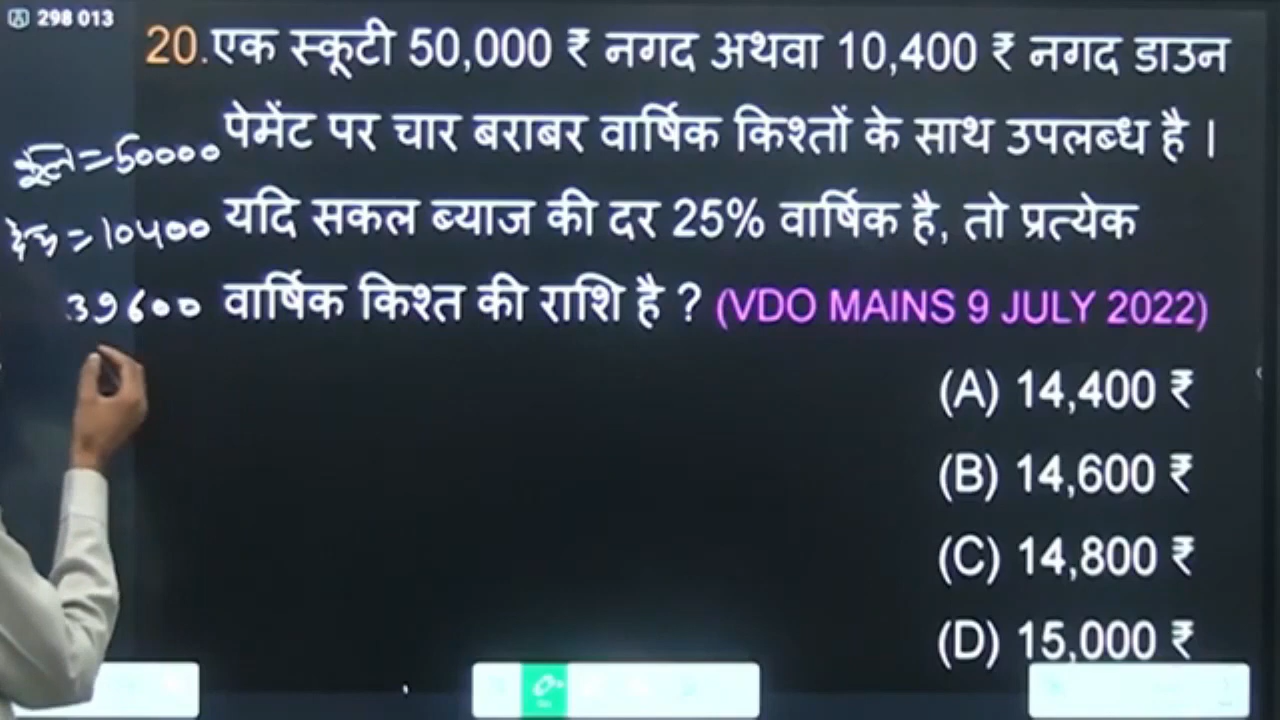 298 013
20.एक स्कूटी 50,000 ₹ नगद अथवा 10,400 ₹ नगद डाउन
पेमेंट पर चार बराबर वार्षिक किश्तों के साथ उपलब्ध है ।
यदि सकल ब्याज की दर 25% वार्षिक है, तो प्रत्येक
वार्षिक किश्त की राशि है ? (VDO MAINS 9 JULY 2022)
=50000
=10400
39600
(A) 14,400 ₹
(B) 14,600 ₹
(C) 14,800 ₹
(D) 15,000 ₹